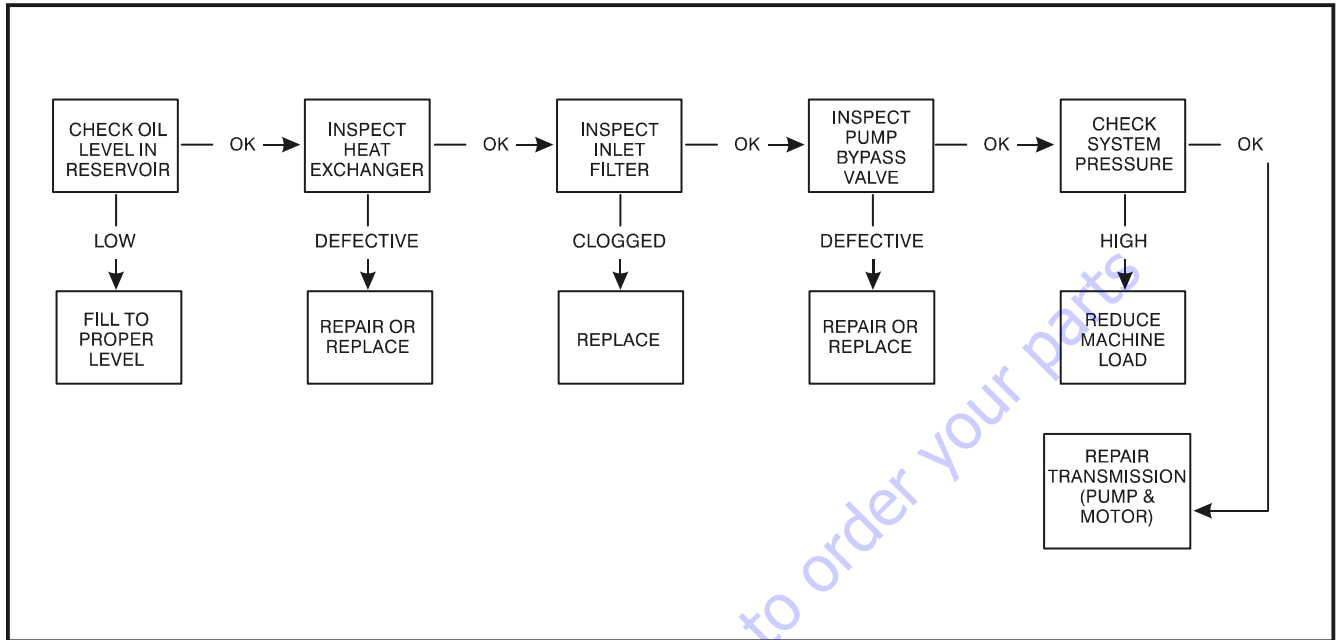 CHECK OIL
LEVEL IN
RESERVOIR
OK
INSPECT
HEAT
EXCHANGER
OK
INSPECT
INLET
FILTER
OK
INSPECT
PUMP
BYPASS
VALVE
OK
CHECK
SYSTEM
PRESSURE
OK
LOW
DEFECTIVE
CLOGGED
DEFECTIVE
HIGH
FILL TO
PROPER
LEVEL
REPAIR OR
REPLACE
REPLACE
REPAIR OR
REPLACE
REDUCE
MACHINE
LOAD
REPAIR
TRANSMISSION
(PUMP &
MOTOR)
to order your parts